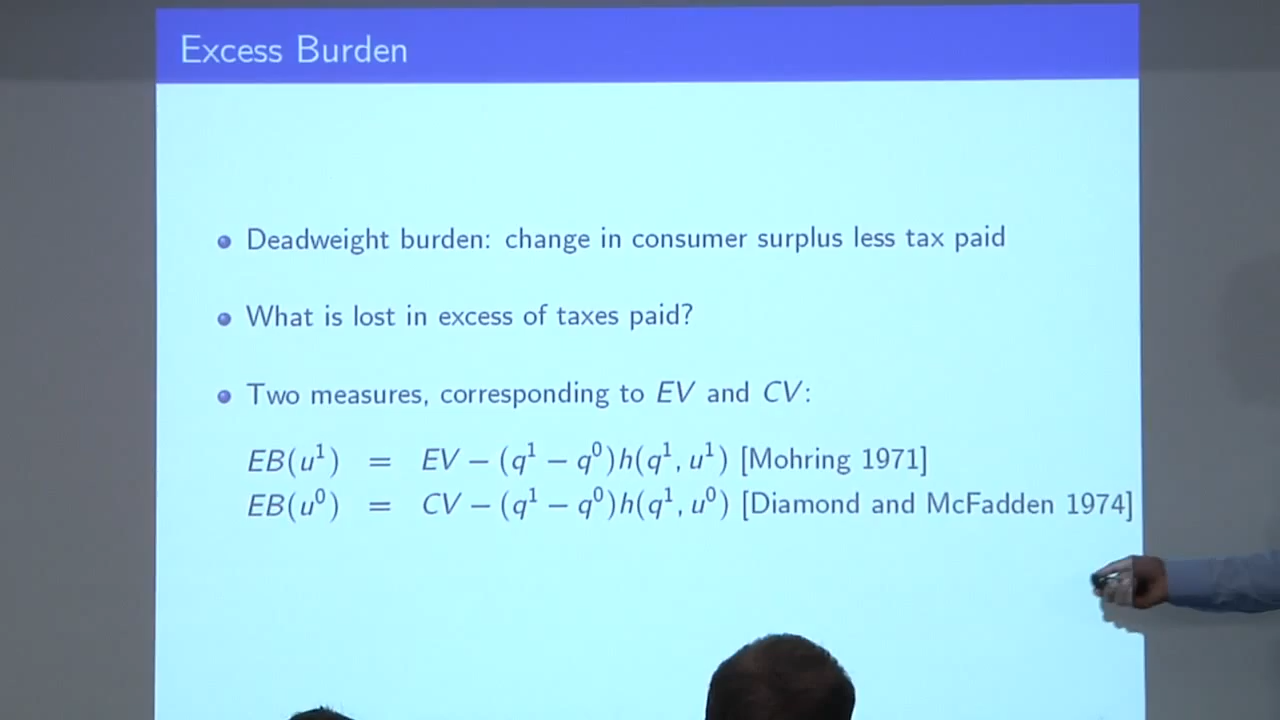 Excess Burden
Deadweight burden: change in consumer surplus less tax paid
What is lost in excess of taxes paid?
Two measures, corresponding to EV and CV:
EB(u¹) = EV − (q¹ − q⁰)h(q¹, u¹) [Mohring 1971]
EB(u⁰) = CV − (q¹ − q⁰)h(q¹, u⁰) [Diamond and McFadden 1974]